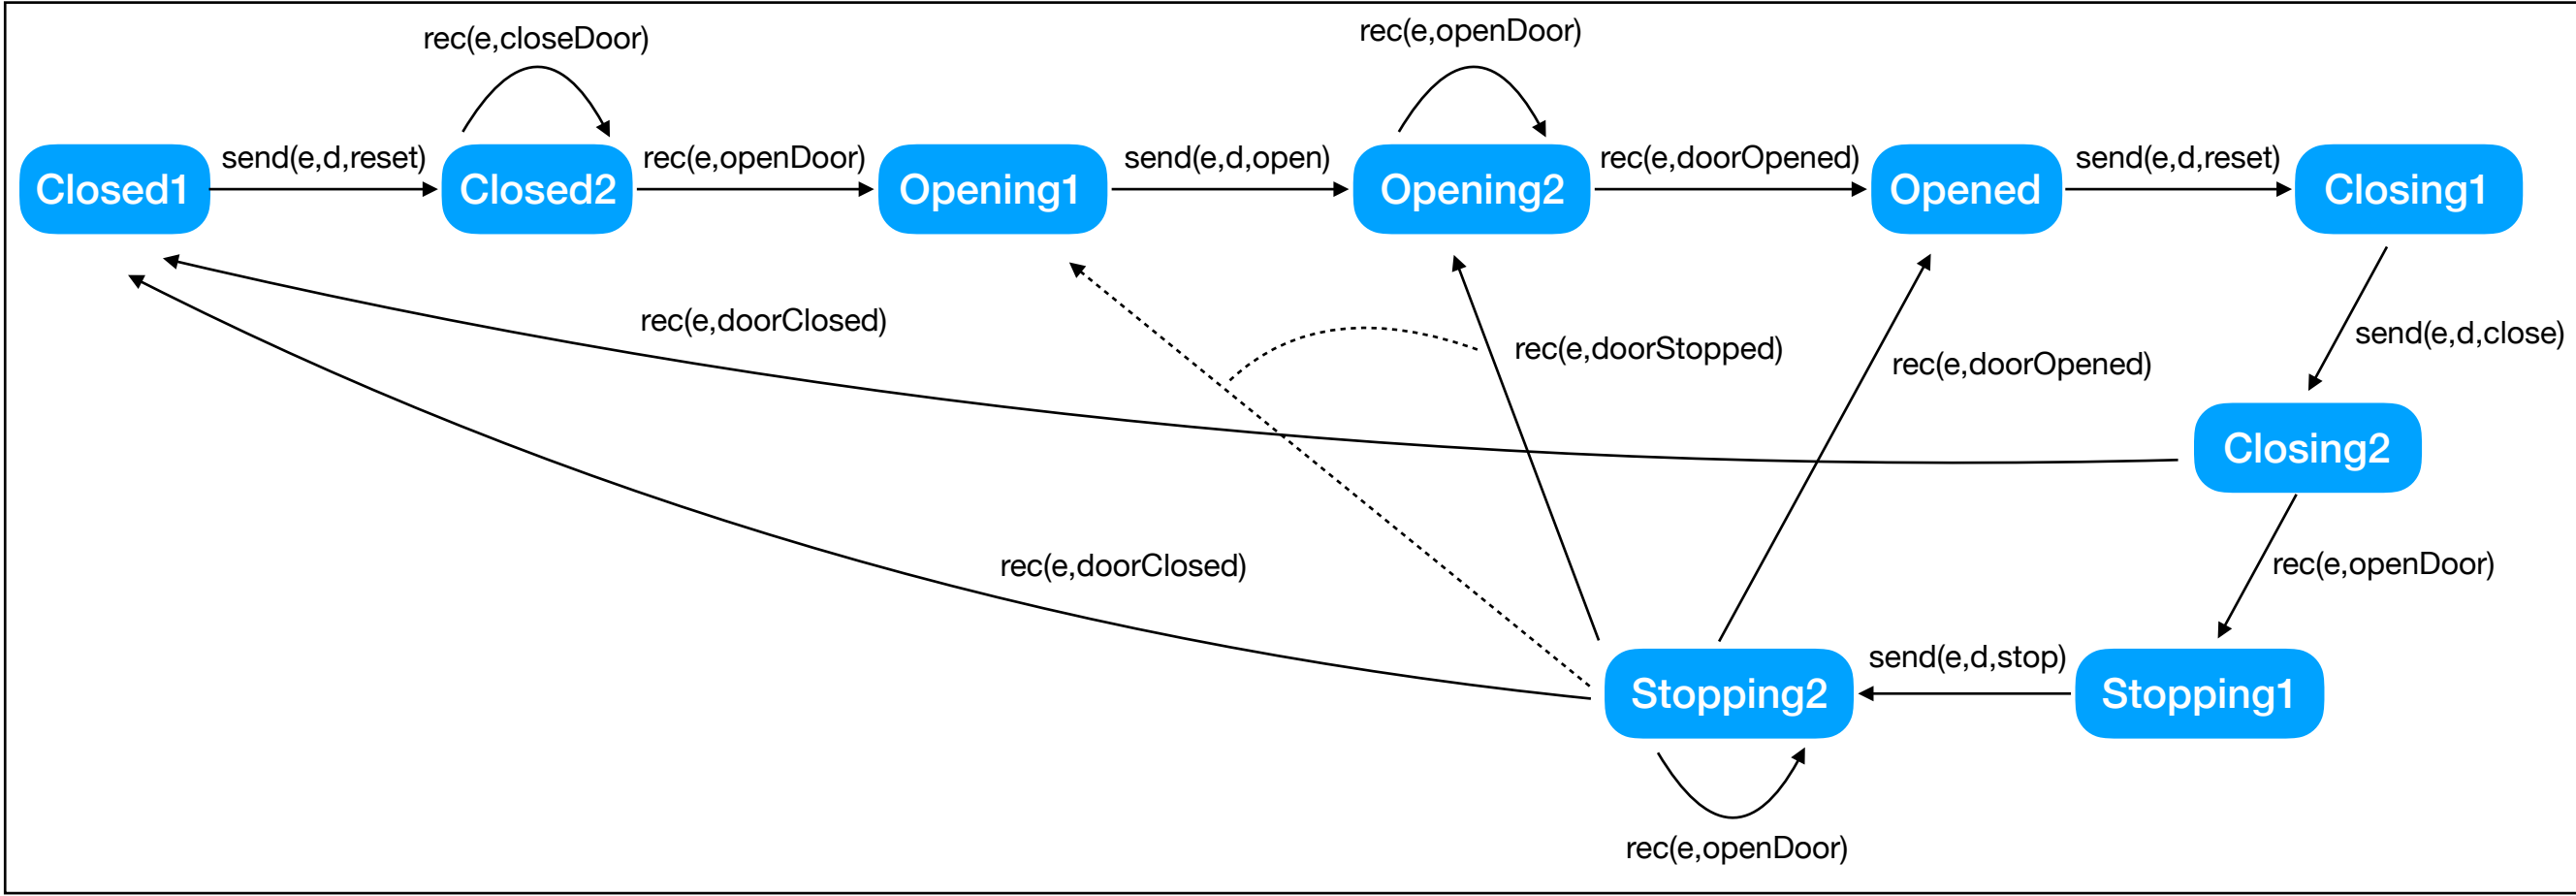 rec(e,closeDoor)
rec(e,openDoor)
Closed1
send(e,d,reset)
Closed2
rec(e,openDoor)
Opening1
send(e,d,open)
Opening2
rec(e,doorOpened)
Opened
send(e,d,reset)
Closing1
rec(e,doorClosed)
rec(e,doorStopped)
rec(e,doorOpened)
send(e,d,close)
Closing2
rec(e,doorClosed)
rec(e,openDoor)
Stopping2
send(e,d,stop)
Stopping1
rec(e,openDoor)